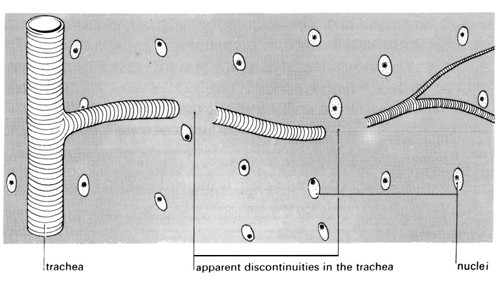 trachea
apparent discontinuities in the trachea
nuclei